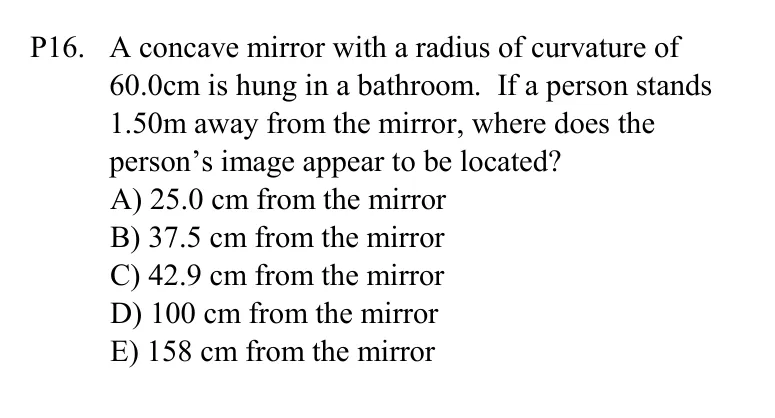 P16. A concave mirror with a radius of curvature of
60.0cm is hung in a bathroom. If a person stands
1.50m away from the mirror, where does the
person’s image appear to be located?
A) 25.0 cm from the mirror
B) 37.5 cm from the mirror
C) 42.9 cm from the mirror
D) 100 cm from the mirror
E) 158 cm from the mirror